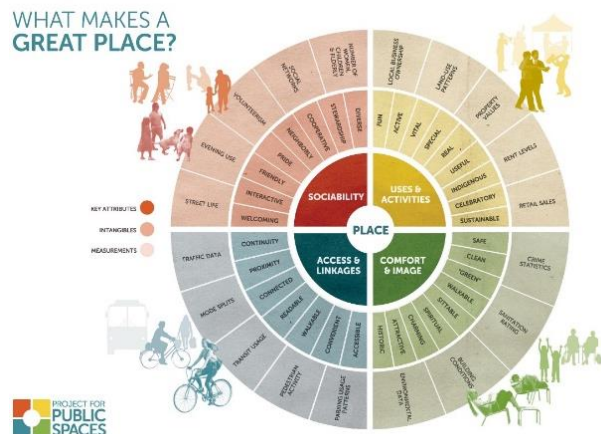 WHAT MAKES A
GREAT PLACE?
KEY ATTRIBUTES
INTANGIBLES
MEASUREMENTS
PLACE
SOCIABILITY
DIVERSE
STEWARDSHIP
COOPERATIVE
NEIGHBORLY
PRIDE
FRIENDLY
INTERACTIVE
WELCOMING
NUMBER OF
WOMEN,
CHILDREN
& ELDERLY
SOCIAL
NETWORKS
VOLUNTEERISM
EVENING USE
STREET LIFE
USES &
ACTIVITIES
FUN
ACTIVE
VITAL
SPECIAL
REAL
USEFUL
INDIGENOUS
CELEBRATORY
SUSTAINABLE
LOCAL BUSINESS
OWNERSHIP
LAND-USE
PATTERNS
PROPERTY
VALUES
RENT LEVELS
RETAIL SALES
COMFORT
& IMAGE
SAFE
CLEAN
"GREEN"
WALKABLE
SITTABLE
SPIRITUAL
CHARMING
ATTRACTIVE
HISTORIC
CRIME
STATISTICS
SANITATION
RATING
BUILDING
CONDITIONS
ENVIRONMENTAL
DATA
ACCESS &
LINKAGES
CONTINUITY
PROXIMITY
CONNECTED
READABLE
WALKABLE
CONVENIENT
ACCESSIBLE
TRAFFIC DATA
MODE SPLITS
TRANSIT USAGE
PEDESTRIAN
ACTIVITY
PARKING USAGE
PATTERNS
PROJECT FOR
PUBLIC
SPACES